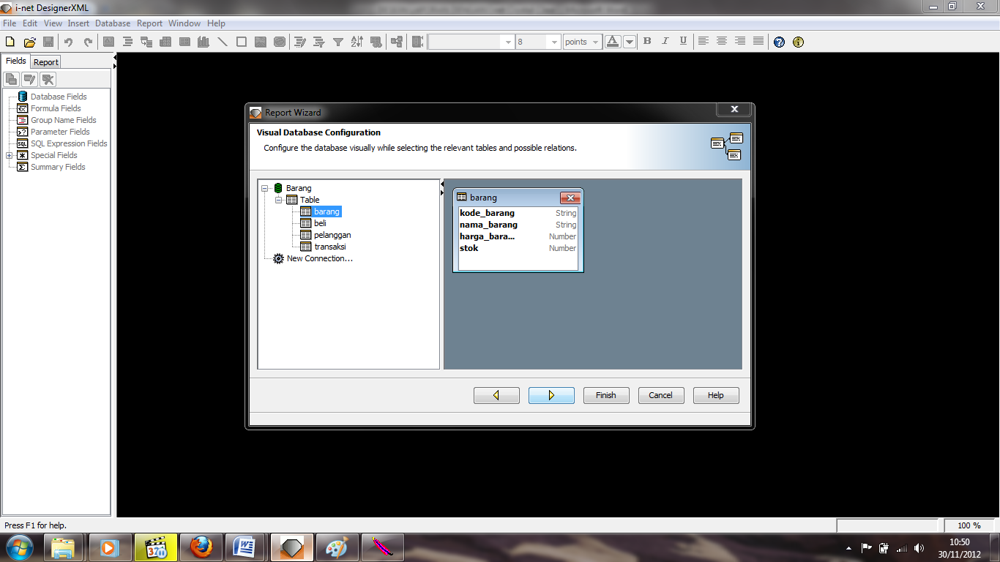 i-net DesignerXML
File Edit View Insert Database Report Window Help
8 points A B I U
Fields Report
Database Fields
Formula Fields
Group Name Fields
Parameter Fields
SQL Expression Fields
Special Fields
Summary Fields
Report Wizard
Visual Database Configuration
Configure the database visually while selecting the relevant tables and possible relations.
Barang
Table
barang
beli
pelanggan
transaksi
New Connection...
barang
kode_barang String
nama_barang String
harga_bara... Number
stok Number
Finish Cancel Help
Press F1 for help.
100 %
10:50
30/11/2012